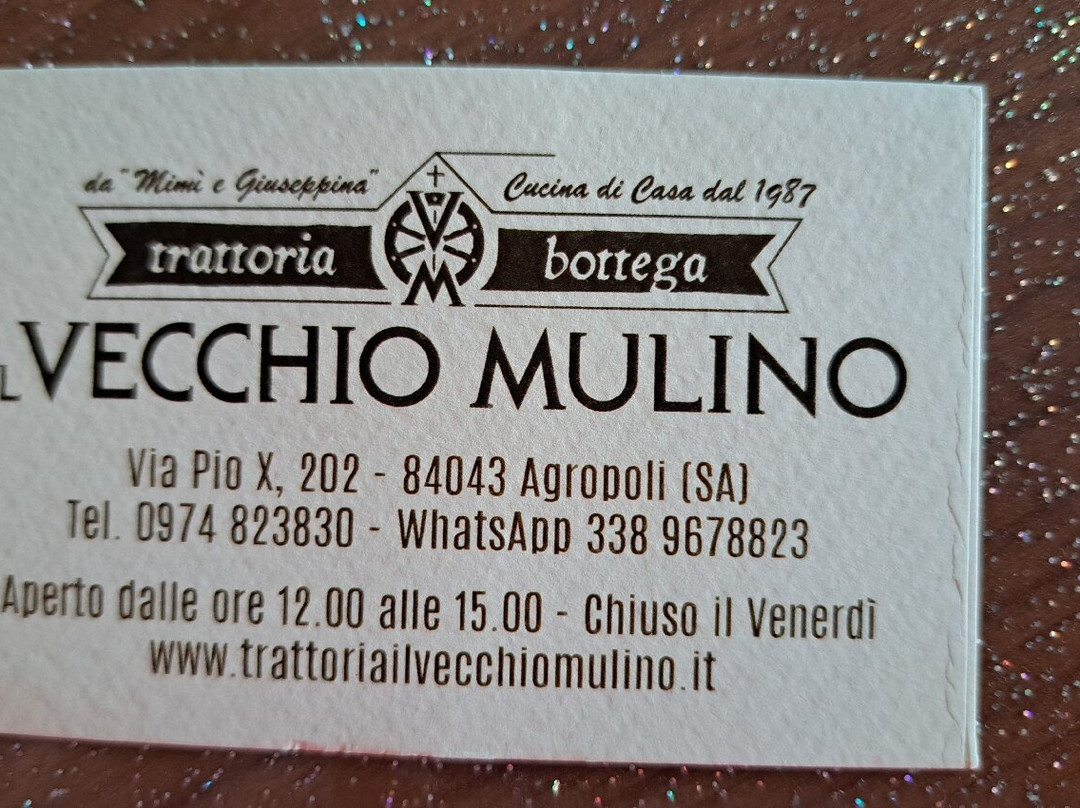 da "Mimì e Giuseppina" Cucina di Casa dal 1987
VM
trattoria bottega
L VECCHIO MULINO
Via Pio X, 202 - 84043 Agropoli (SA)
Tel. 0974 823830 - WhatsApp 338 9678823
Aperto dalle ore 12.00 alle 15.00 - Chiuso il Venerdì
www.trattoriailvecchiomulino.it